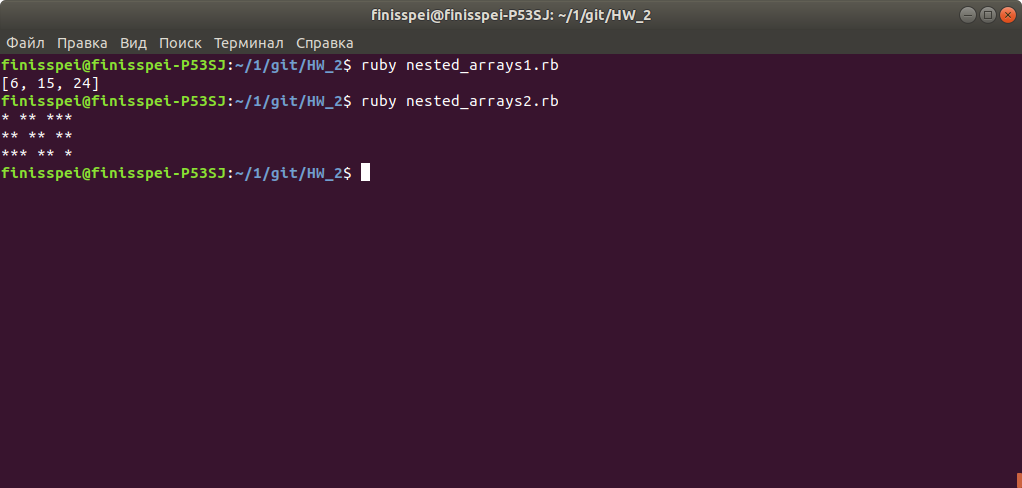 finisspei@finisspei-P53SJ: ~/1/git/HW_2
Файл Правка Вид Поиск Терминал Справка
finisspei@finisspei-P53SJ:~/1/git/HW_2$ ruby nested_arrays1.rb
[6, 15, 24]
finisspei@finisspei-P53SJ:~/1/git/HW_2$ ruby nested_arrays2.rb
* ** ***
** ** **
*** ** *
finisspei@finisspei-P53SJ:~/1/git/HW_2$